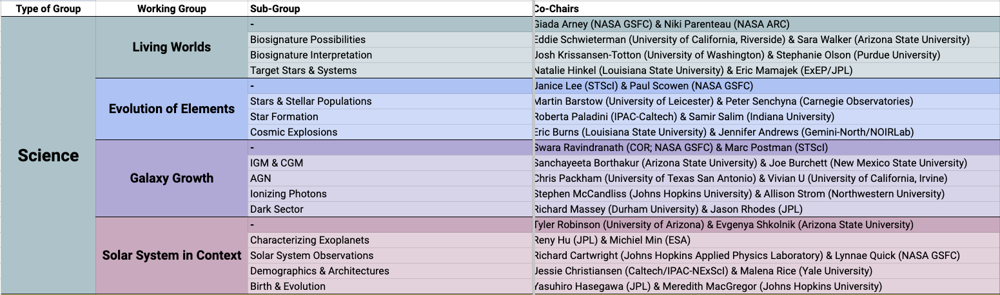 Type of Group Working Group Sub-Group Co-Chairs
Science
Living Worlds
- Giada Arney (NASA GSFC) & Niki Parenteau (NASA ARC)
Biosignature Possibilities Eddie Schwieterman (University of California, Riverside) & Sara Walker (Arizona State University)
Biosignature Interpretation Josh Krissansen-Totton (University of Washington) & Stephanie Olson (Purdue University)
Target Stars & Systems Natalie Hinkel (Louisiana State University) & Eric Mamajek (ExEP/JPL)
Evolution of Elements
- Janice Lee (STScI) & Paul Scowen (NASA GSFC)
Stars & Stellar Populations Martin Barstow (University of Leicester) & Peter Senchyna (Carnegie Observatories)
Star Formation Roberta Paladini (IPAC-Caltech) & Samir Salim (Indiana University)
Cosmic Explosions Eric Burns (Louisiana State University) & Jennifer Andrews (Gemini-North/NOIRLab)
Galaxy Growth
- Swara Ravindranath (COR; NASA GSFC) & Marc Postman (STScI)
IGM & CGM Sanchayeeta Borthakur (Arizona State University) & Joe Burchett (New Mexico State University)
AGN Chris Packham (University of Texas San Antonio) & Vivian U (University of California, Irvine)
Ionizing Photons Stephen McCandliss (Johns Hopkins University) & Allison Strom (Northwestern University)
Dark Sector Richard Massey (Durham University) & Jason Rhodes (JPL)
Solar System in Context
- Tyler Robinson (University of Arizona) & Evgenya Shkolnik (Arizona State University)
Characterizing Exoplanets Reny Hu (JPL) & Michiel Min (ESA)
Solar System Observations Richard Cartwright (Johns Hopkins Applied Physics Laboratory) & Lynnae Quick (NASA GSFC)
Demographics & Architectures Jessie Christiansen (Caltech/IPAC-NExScI) & Malena Rice (Yale University)
Birth & Evolution Yasuhiro Hasegawa (JPL) & Meredith MacGregor (Johns Hopkins University)